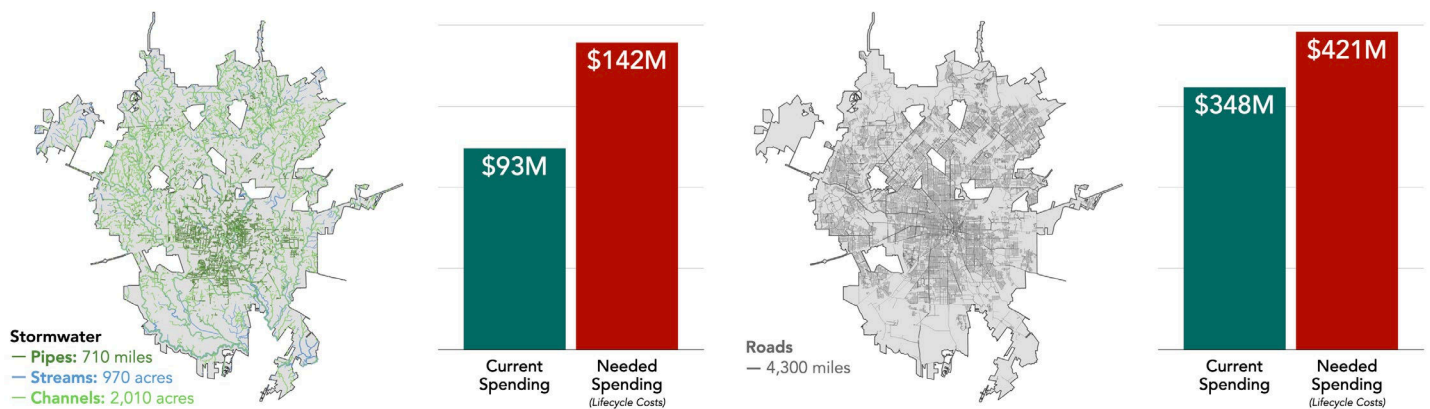 Stormwater
— Pipes: 710 miles
— Streams: 970 acres
— Channels: 2,010 acres
$93M
$142M
Current
Spending
Needed
Spending
(Lifecycle Costs)
Roads
— 4,300 miles
$348M
$421M
Current
Spending
Needed
Spending
(Lifecycle Costs)